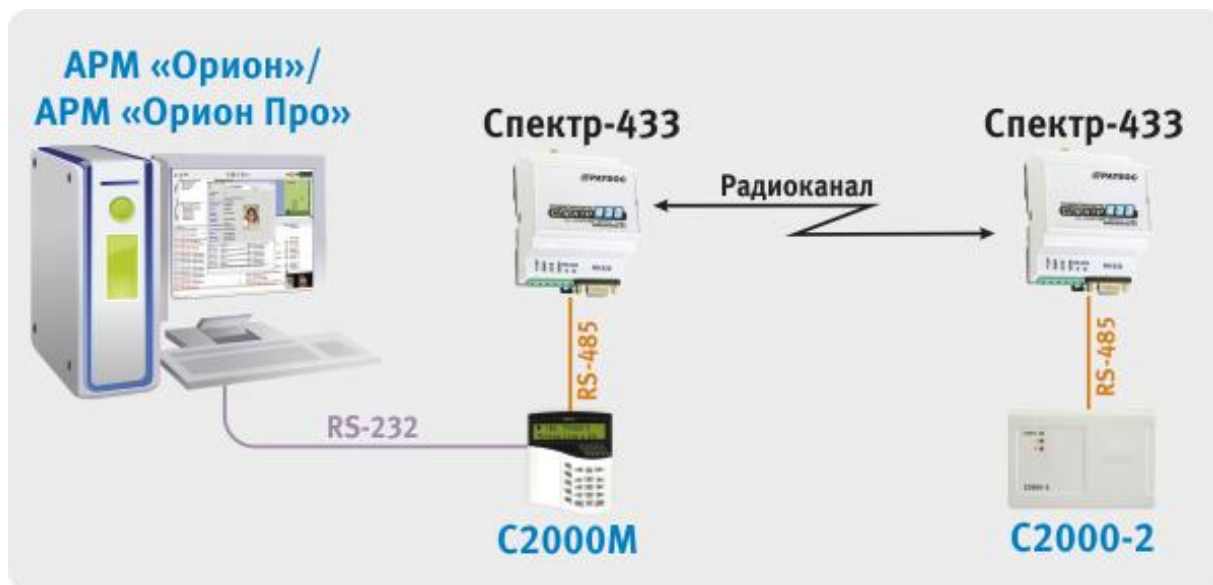 АРМ «Орион»/
АРМ «Орион Про»
Спектр-433
Спектр-433
Радиоканал
RS-485
RS-485
RS-232
С2000М
С2000-2